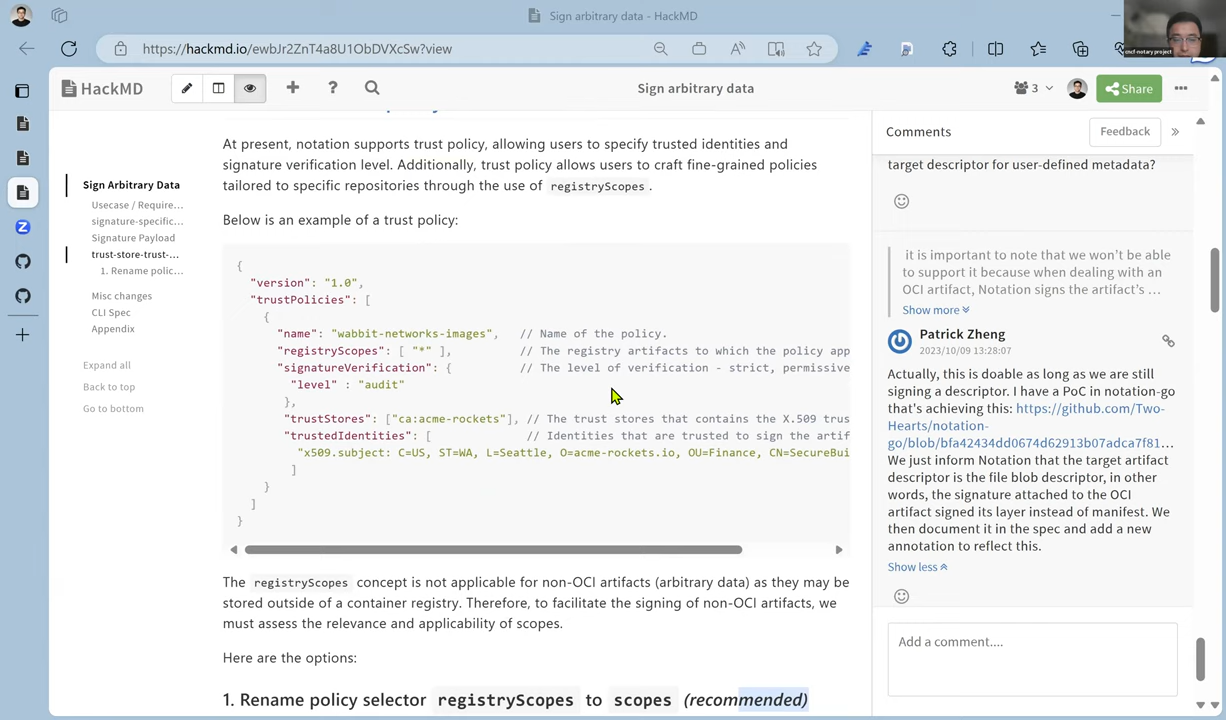 Sign arbitrary data - HackMD
https://hackmd.io/ewbJr2ZnT4a8U1ObDVXcSw?view
cncf-notary project
HackMD
Sign arbitrary data
3
Share
Sign Arbitrary Data
Usecase / Require...
signature-specific...
Signature Payload
trust-store-trust-...
1. Rename polic...
Misc changes
CLI Spec
Appendix
Expand all
Back to top
Go to bottom
At present, notation supports trust policy, allowing users to specify trusted identities and
signature verification level. Additionally, trust policy allows users to craft fine-grained policies
tailored to specific repositories through the use of registryScopes .
Below is an example of a trust policy:
{
"version": "1.0",
"trustPolicies": [
{
"name": "wabbit-networks-images", // Name of the policy.
"registryScopes": [ "*" ], // The registry artifacts to which the policy app
"signatureVerification": { // The level of verification - strict, permissive
"level" : "audit"
},
"trustStores": ["ca:acme-rockets"], // The trust stores that contains the X.509 trus
"trustedIdentities": [ // Identities that are trusted to sign the artif
"x509.subject: C=US, ST=WA, L=Seattle, O=acme-rockets.io, OU=Finance, CN=SecureBui
]
}
]
}
The registryScopes concept is not applicable for non-OCI artifacts (arbitrary data) as they may be
stored outside of a container registry. Therefore, to facilitate the signing of non-OCI artifacts, we
must assess the relevance and applicability of scopes.
Here are the options:
1. Rename policy selector registryScopes to scopes (recommended)
Comments
Feedback
target descriptor for user-defined metadata?
it is important to note that we won't be able
to support it because when dealing with an
OCI artifact, Notation signs the artifact's ...
Show more
Patrick Zheng
2023/10/09 13:28:07
Actually, this is doable as long as we are still
signing a descriptor. I have a PoC in notation-go
that's achieving this: https://github.com/Two-
Hearts/notation-
go/blob/bfa42434dd0674d62913b07adca7f81...
We just inform Notation that the target artifact
descriptor is the file blob descriptor, in other
words, the signature attached to the OCI
artifact signed its layer instead of manifest. We
then document it in the spec and add a new
annotation to reflect this.
Show less
Add a comment....